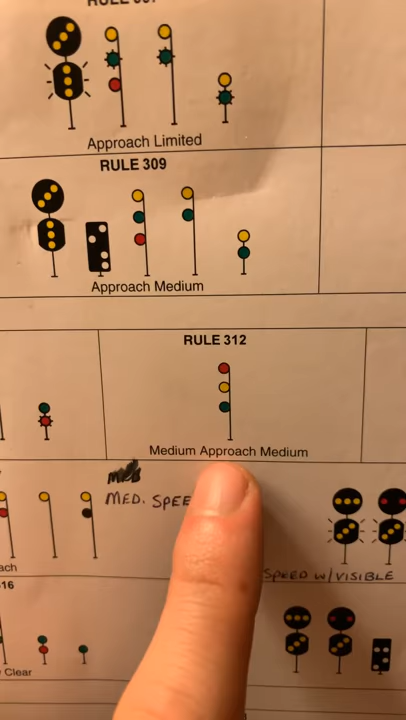 Approach Limited
RULE 309
Approach Medium
RULE 312
Medium Approach Medium
MED. SPEE
SPEED W/VISIBLE
ach
16
Clear